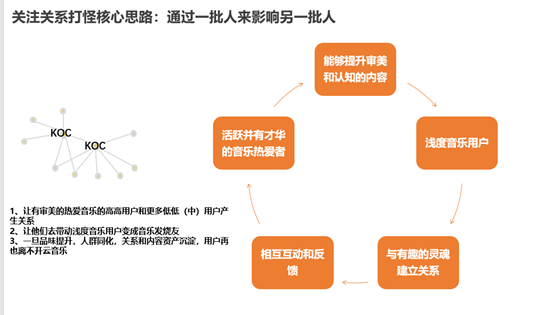 关注关系打怪核心思路：通过一批人来影响另一批人
能够提升审美
和认知的内容
KOC
KOC
活跃并有才华
的音乐热爱者
浅度音乐用户
1、让有审美的热爱音乐的高高用户和更多低低（中）用户产
生关系
2、让他们去带动浅度音乐用户变成音乐发烧友
3、一旦品味提升，人群同化，关系和内容资产沉淀，用户再
也离不开云音乐
相互互动和反
馈
与有趣的灵魂
建立关系